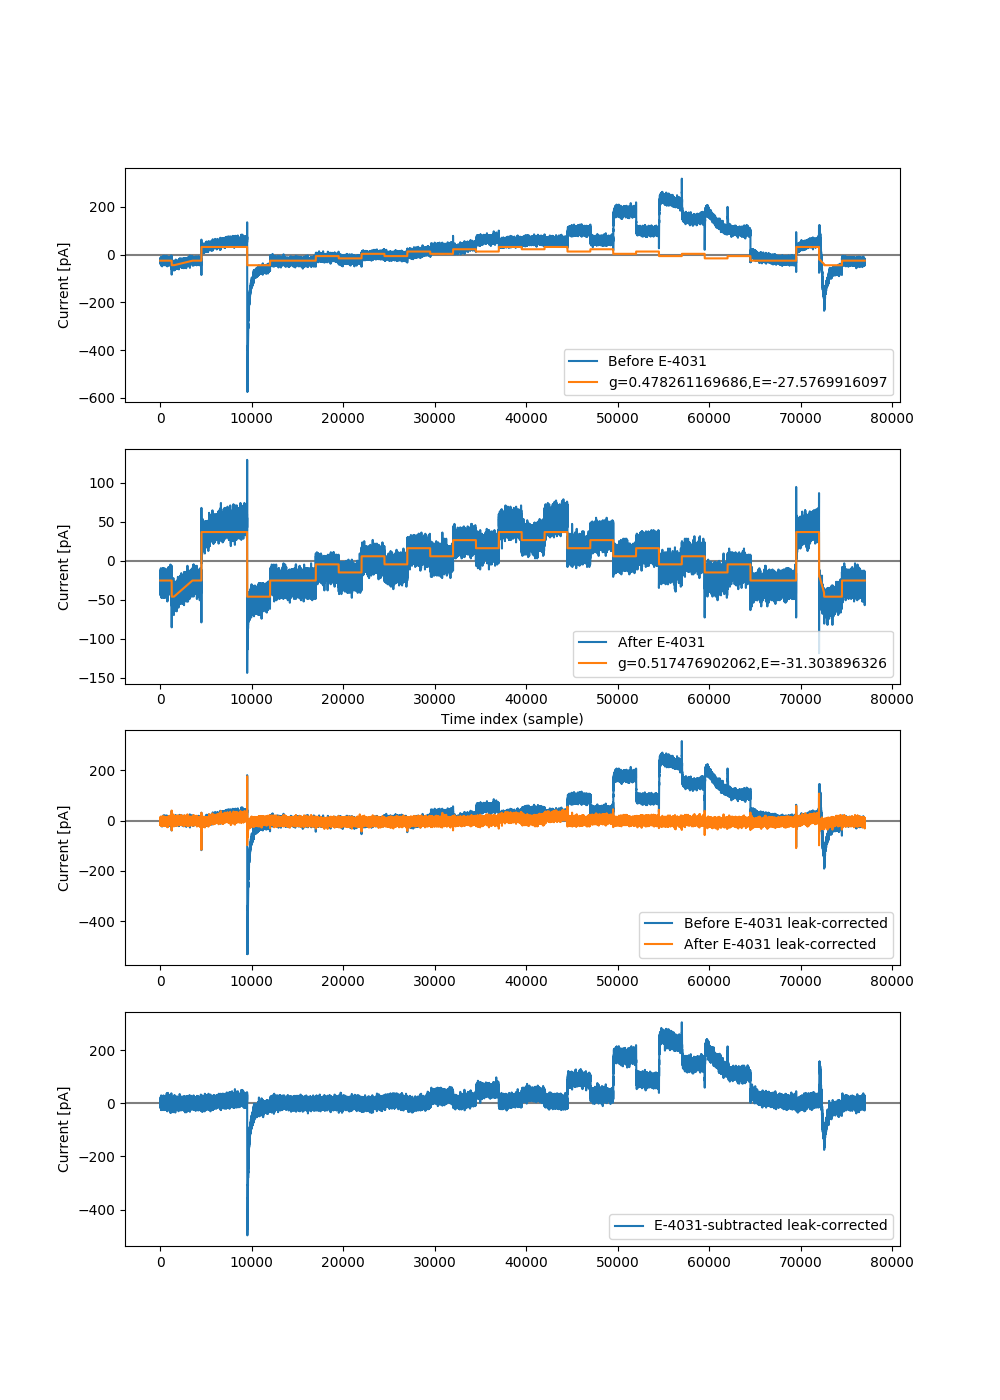 200
0
−200
−400
−600
Current [pA]
Before E-4031
g=0.478261169686,E=-27.5769916097
0 10000 20000 30000 40000 50000 60000 70000 80000
100
50
0
−50
−100
−150
Current [pA]
After E-4031
g=0.517476902062,E=-31.303896326
0 10000 20000 30000 40000 50000 60000 70000 80000
Time index (sample)
200
0
−200
−400
Current [pA]
Before E-4031 leak-corrected
After E-4031 leak-corrected
0 10000 20000 30000 40000 50000 60000 70000 80000
200
0
−200
−400
Current [pA]
E-4031-subtracted leak-corrected
0 10000 20000 30000 40000 50000 60000 70000 80000